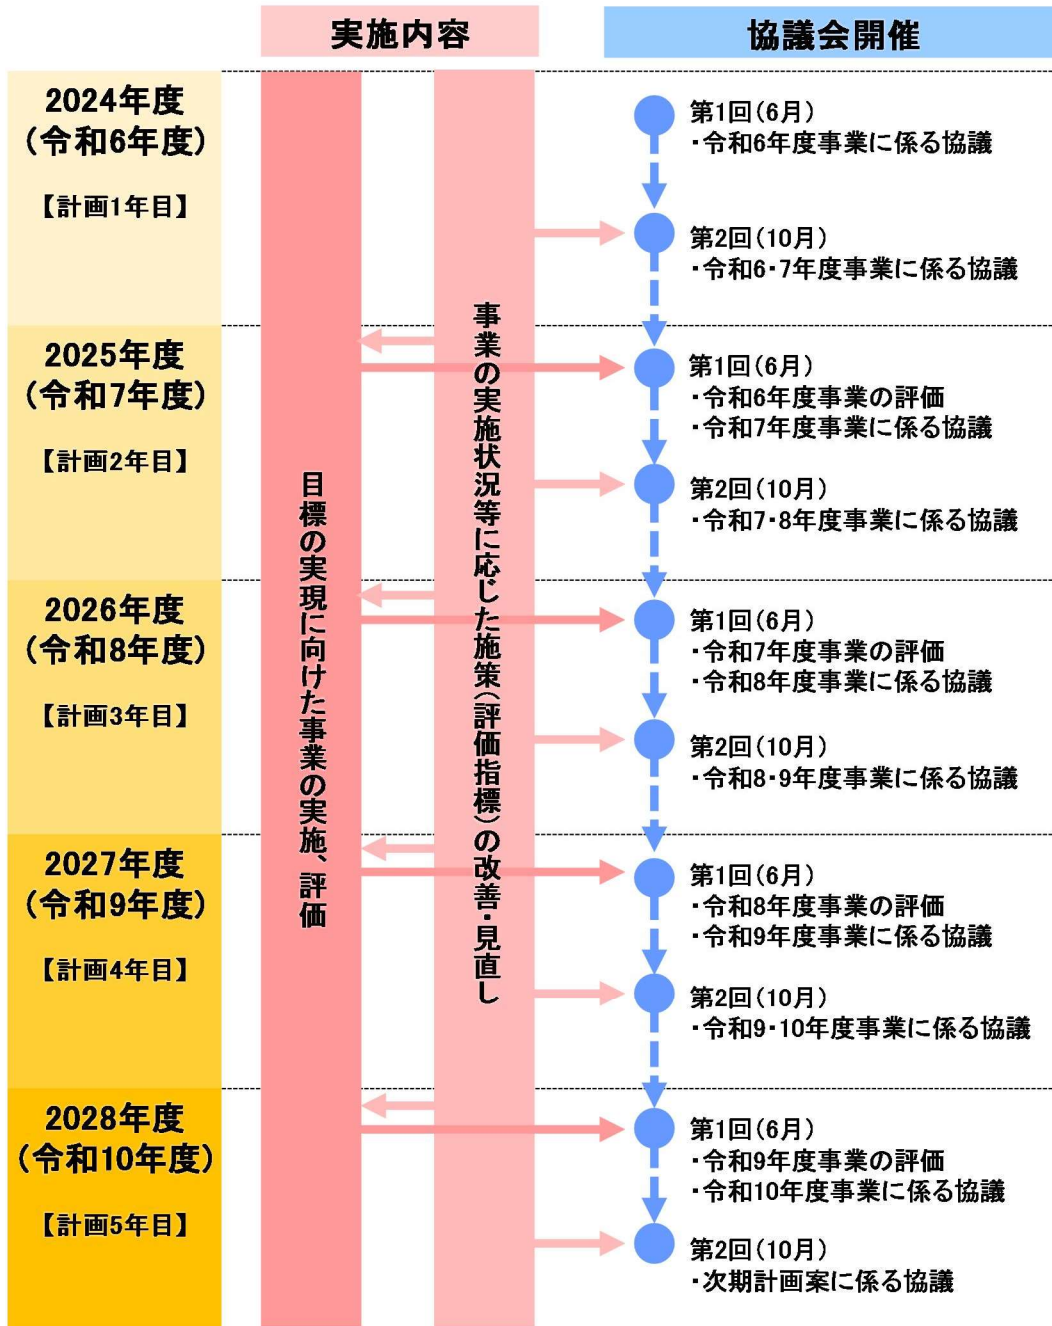 実施内容
協議会開催
2024年度
(令和6年度)
【計画1年目】
第1回(6月)
・令和6年度事業に係る協議
第2回(10月)
・令和6・7年度事業に係る協議
2025年度
(令和7年度)
【計画2年目】
第1回(6月)
・令和6年度事業の評価
・令和7年度事業に係る協議
第2回(10月)
・令和7・8年度事業に係る協議
2026年度
(令和8年度)
【計画3年目】
第1回(6月)
・令和7年度事業の評価
・令和8年度事業に係る協議
第2回(10月)
・令和8・9年度事業に係る協議
2027年度
(令和9年度)
【計画4年目】
第1回(6月)
・令和8年度事業の評価
・令和9年度事業に係る協議
第2回(10月)
・令和9・10年度事業に係る協議
2028年度
(令和10年度)
【計画5年目】
第1回(6月)
・令和9年度事業の評価
・令和10年度事業に係る協議
第2回(10月)
・次期計画案に係る協議
目標の実現に向けた事業の実施、評価
事業の実施状況等に応じた施策(評価指標)の改善・見直し